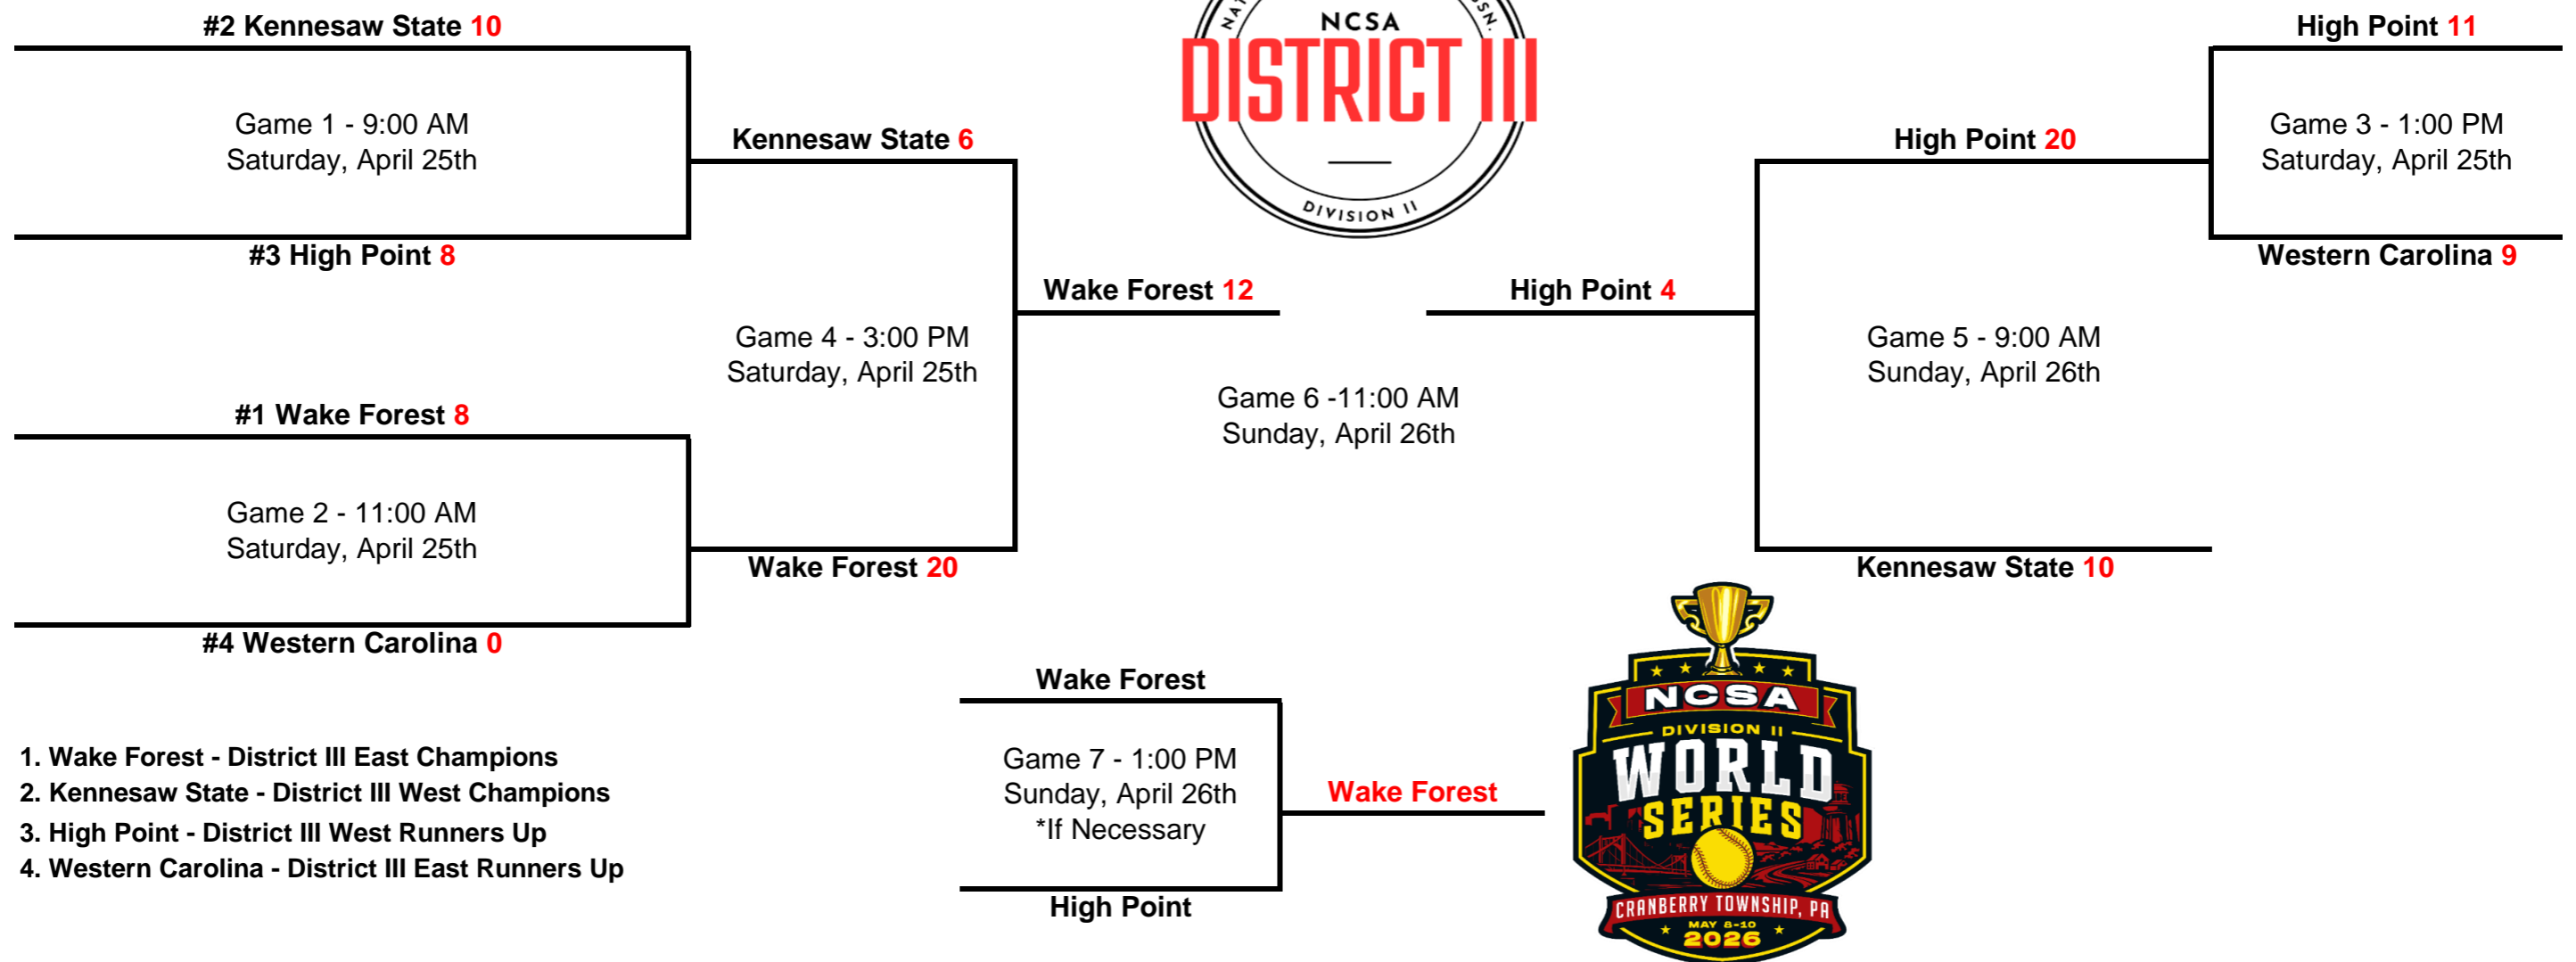 #2 Kennesaw State 10
Game 1 - 9:00 AM
Saturday, April 25th
#3 High Point 8
Kennesaw State 6
Game 4 - 3:00 PM
Saturday, April 25th
Wake Forest 20
#1 Wake Forest 8
Game 2 - 11:00 AM
Saturday, April 25th
#4 Western Carolina 0
Wake Forest 12
NCSA
DISTRICT III
DIVISION II
High Point 4
Game 6 -11:00 AM
Sunday, April 26th
High Point 20
Game 5 - 9:00 AM
Sunday, April 26th
Kennesaw State 10
High Point 11
Game 3 - 1:00 PM
Saturday, April 25th
Western Carolina 9
1. Wake Forest - District III East Champions
2. Kennesaw State - District III West Champions
3. High Point - District III West Runners Up
4. Western Carolina - District III East Runners Up
Wake Forest
Game 7 - 1:00 PM
Sunday, April 26th
*If Necessary
High Point
Wake Forest
NCSA
DIVISION II
WORLD
SERIES
CRANBERRY TOWNSHIP, PA
MAY 8-10
2026